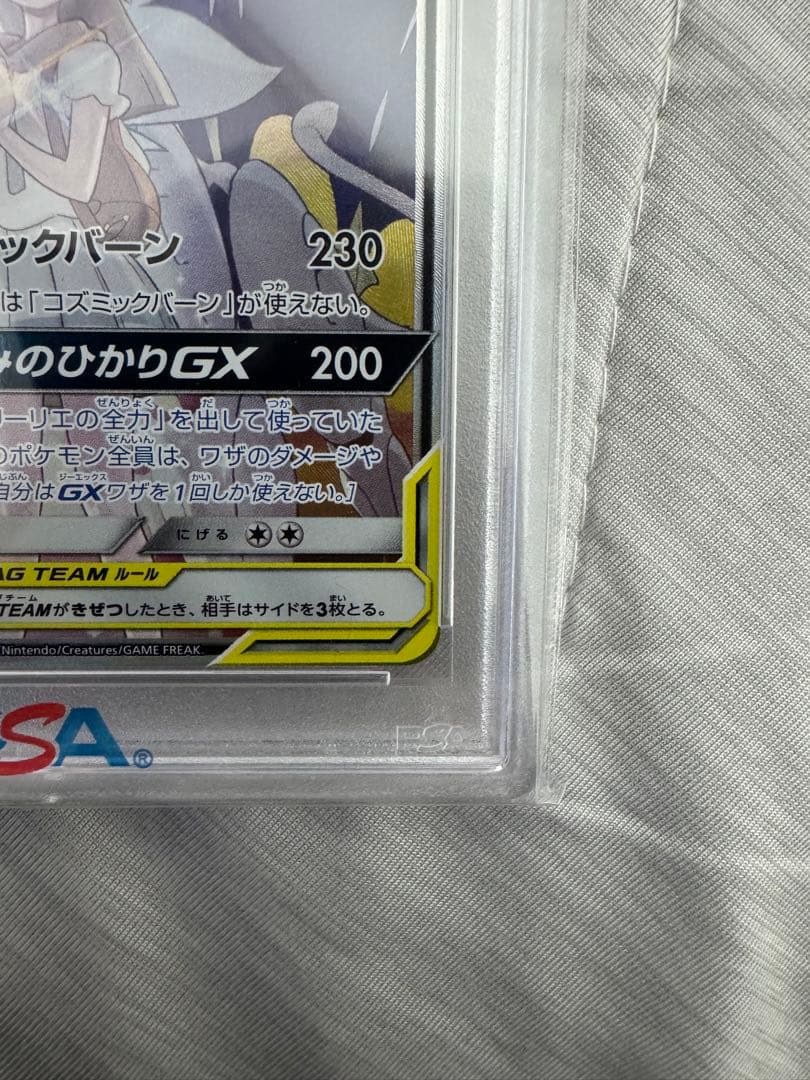 ックバーン 230
は「コズミックバーン」が使えない。
のひかりGX 200
ーリエの全力」を出して使っていた
のポケモン全員は、ワザのダメージや
自分はGXワザを1回しか使えない。]
にげる
AG TEAM ルール
TEAMがきぜつしたとき、相手はサイドを3枚とる。
Nintendo/Creatures/GAME FREAK.
SA®
PSA